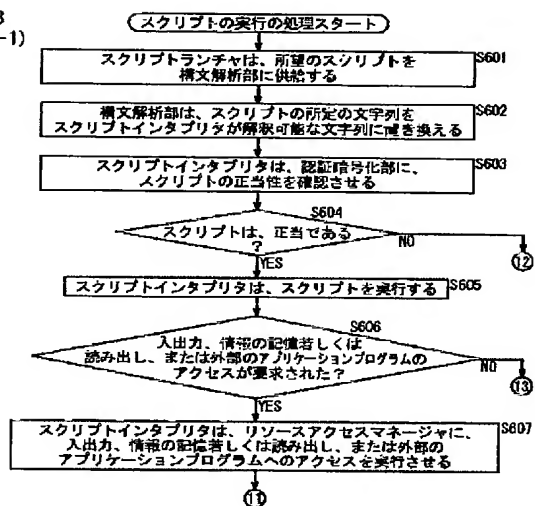 3
-1)
スクリプトの実行の処理スタート
スクリプトランチャは、所望のスクリプトを
構文解析部に供給する
S601
構文解析部は、スクリプトの所定の文字列を
スクリプトインタプリタが解釈可能な文字列に置き換える
S602
スクリプトインタプリタは、認証暗号化部に、
スクリプトの正当性を確認させる
S603
S604
スクリプトは、正当である
?
NO
⑫
YES
スクリプトインタプリタは、スクリプトを実行する
S605
S606
入出力、情報の記憶若しくは
読み出し、または外部のアプリケーションプログラムの
アクセスが要求された?
NO
⑬
YES
スクリプトインタプリタは、リソースアクセスマネージャに、
入出力、情報の記憶若しくは読み出し、または外部の
アプリケーションプログラムへのアクセスを実行させる
S607
⑪